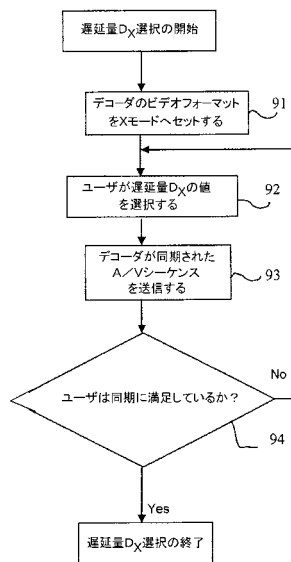 遅延量DX選択の開始
デコーダのビデオフォーマット
をXモードへセットする
91
ユーザが遅延量DXの値
を選択する
92
デコーダが同期された
A/Vシーケンス
を送信する
93
ユーザは同期に満足しているか?
No
94
Yes
遅延量DX選択の終了